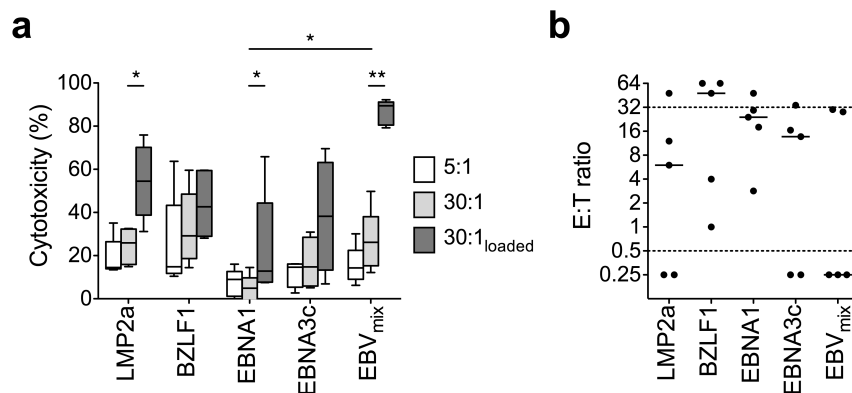 a
b
*
*
*
**
Cytotoxicity (%)
100
80
60
40
20
0
LMP2a
BZLF1
EBNA1
EBNA3c
EBVmix
5:1
30:1
30:1loaded
E:T ratio
64
32
16
8
4
2
1
0.5
0.25
LMP2a
BZLF1
EBNA1
EBNA3c
EBVmix